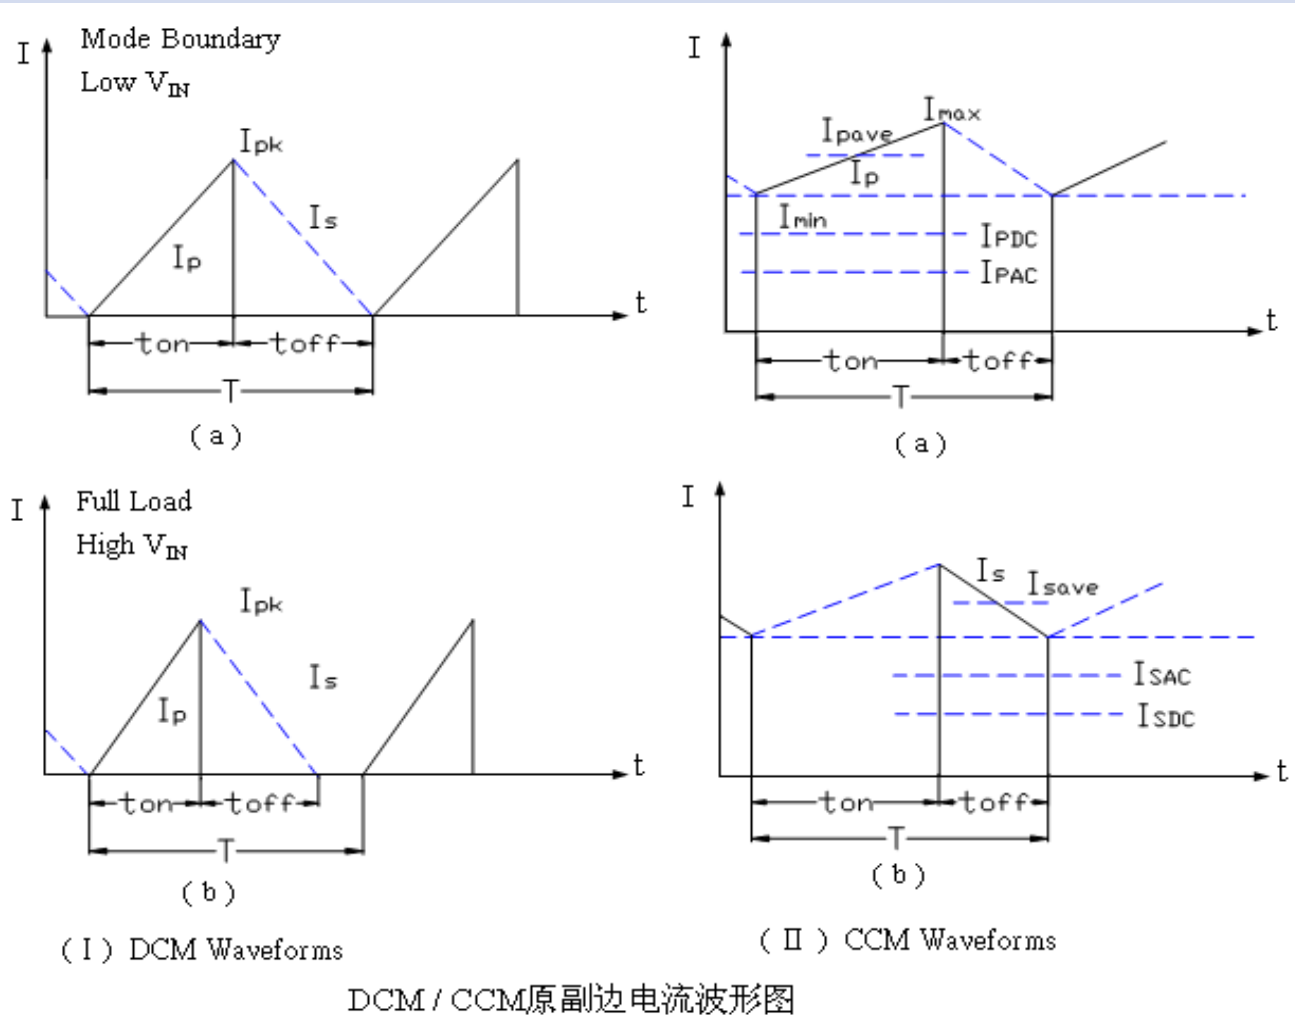 I
Mode Boundary
Low VIN
Ipk
Is
Ip
t
ton
toff
T
(a)
I
Imax
Ipave
Ip
Imin
IPDC
IPAC
t
ton
toff
T
(a)
I
Full Load
High VIN
Ipk
Is
Ip
t
ton
toff
T
(b)
(I) DCM Waveforms
I
Is
Isave
ISAC
ISDC
t
ton
toff
T
(b)
(II) CCM Waveforms
DCM / CCM原副边电流波形图